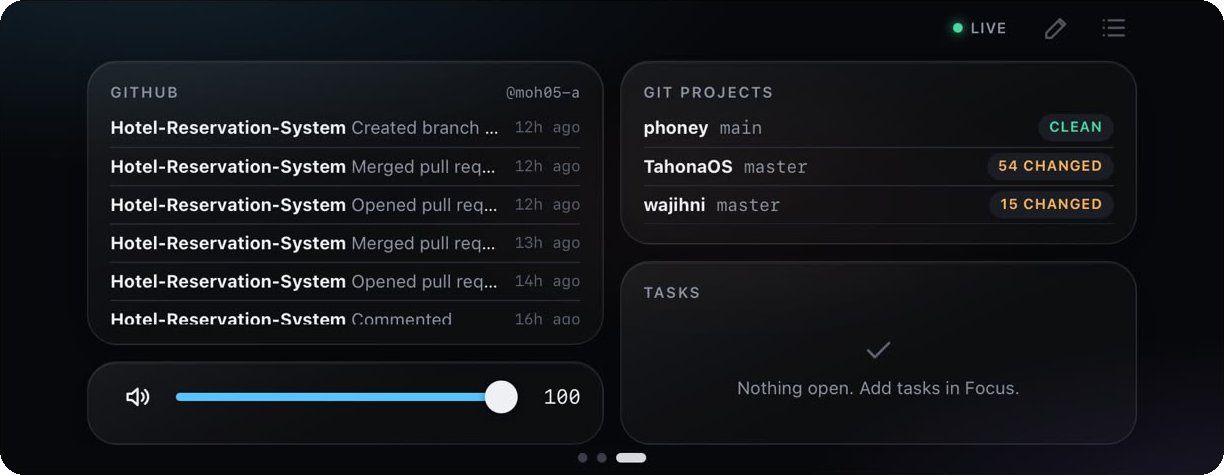 LIVE
GITHUB @moh05-a
Hotel-Reservation-System Created branch ... 12h ago
Hotel-Reservation-System Merged pull req... 12h ago
Hotel-Reservation-System Opened pull req... 12h ago
Hotel-Reservation-System Merged pull req... 13h ago
Hotel-Reservation-System Opened pull req... 14h ago
Hotel-Reservation-System Commented 16h ago
100
GIT PROJECTS
phoney main CLEAN
TahonaOS master 54 CHANGED
wajihni master 15 CHANGED
TASKS
Nothing open. Add tasks in Focus.